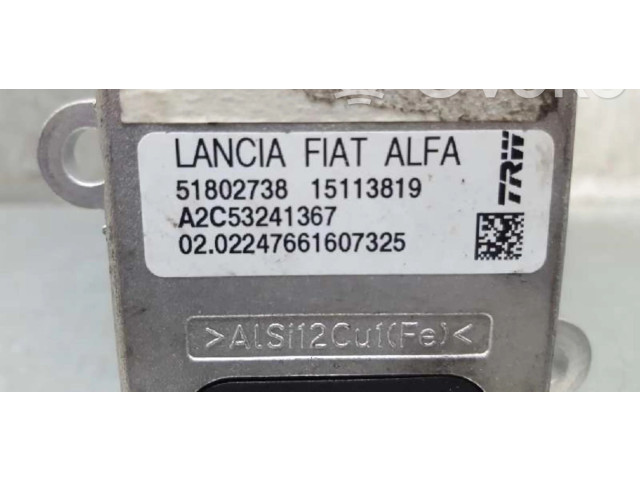 LANCIA FIAT ALFA
TRW
51802738 15113819
A2C53241367
02.02247661607325
>AlSi12Cu1(Fe)<